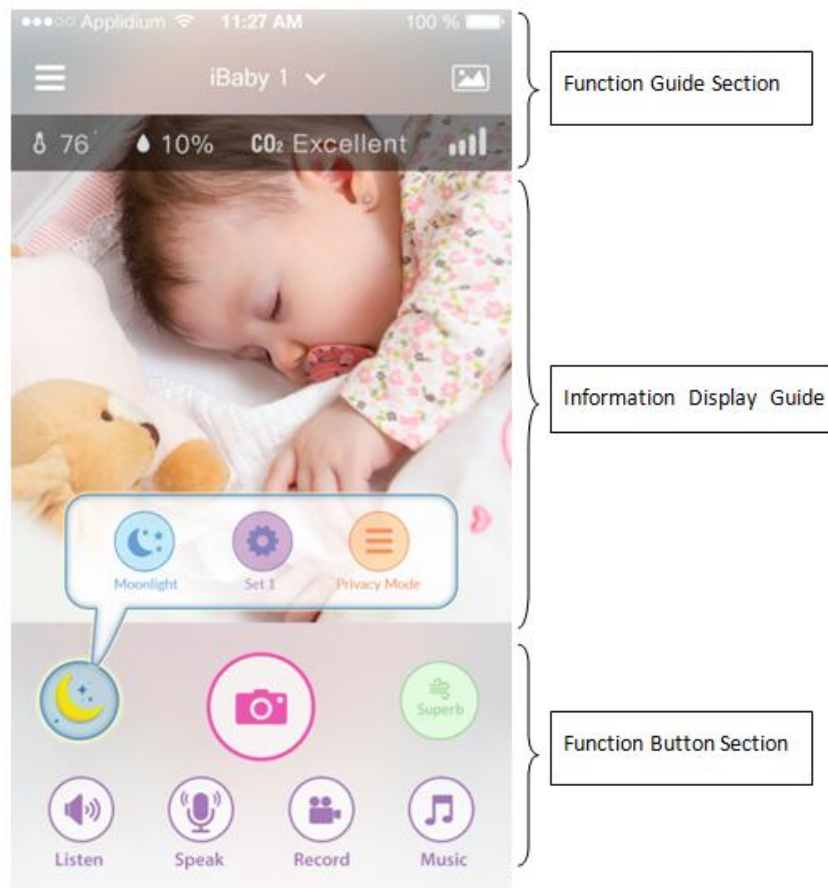 Applidium 11:27 AM 100 %
iBaby 1
76° 10% CO₂ Excellent
Function Guide Section
Information Display Guide
Moonlight Set 1 Privacy Mode
Superb
Function Button Section
Listen Speak Record Music